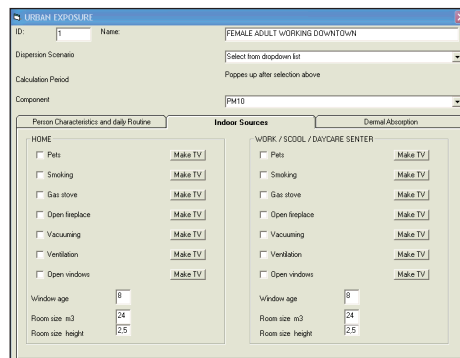 URBAN EXPOSURE
ID: 1 Name: FEMALE ADULT WORKING DOWNTOWN
Dispersion Scenario Select from dropdown list
Calculation Period Poppes up after selection above
Component PM10
Person Characteristics and daily Routine Indoor Sources Dermal Absorption
HOME WORK / SCOOL / DAYCARE SENTER
Pets Make TV Pets Make TV
Smoking Make TV Smoking Make TV
Gas stove Make TV Gas stove Make TV
Open fireplace Make TV Open fireplace Make TV
Vacuuming Make TV Vacuuming Make TV
Ventilation Make TV Ventilation Make TV
Open vindows Make TV Open vindows Make TV
Window age 8 Window age 8
Room size m3 24 Room size m3 24
Room size height 2,5 Room size height 2,5